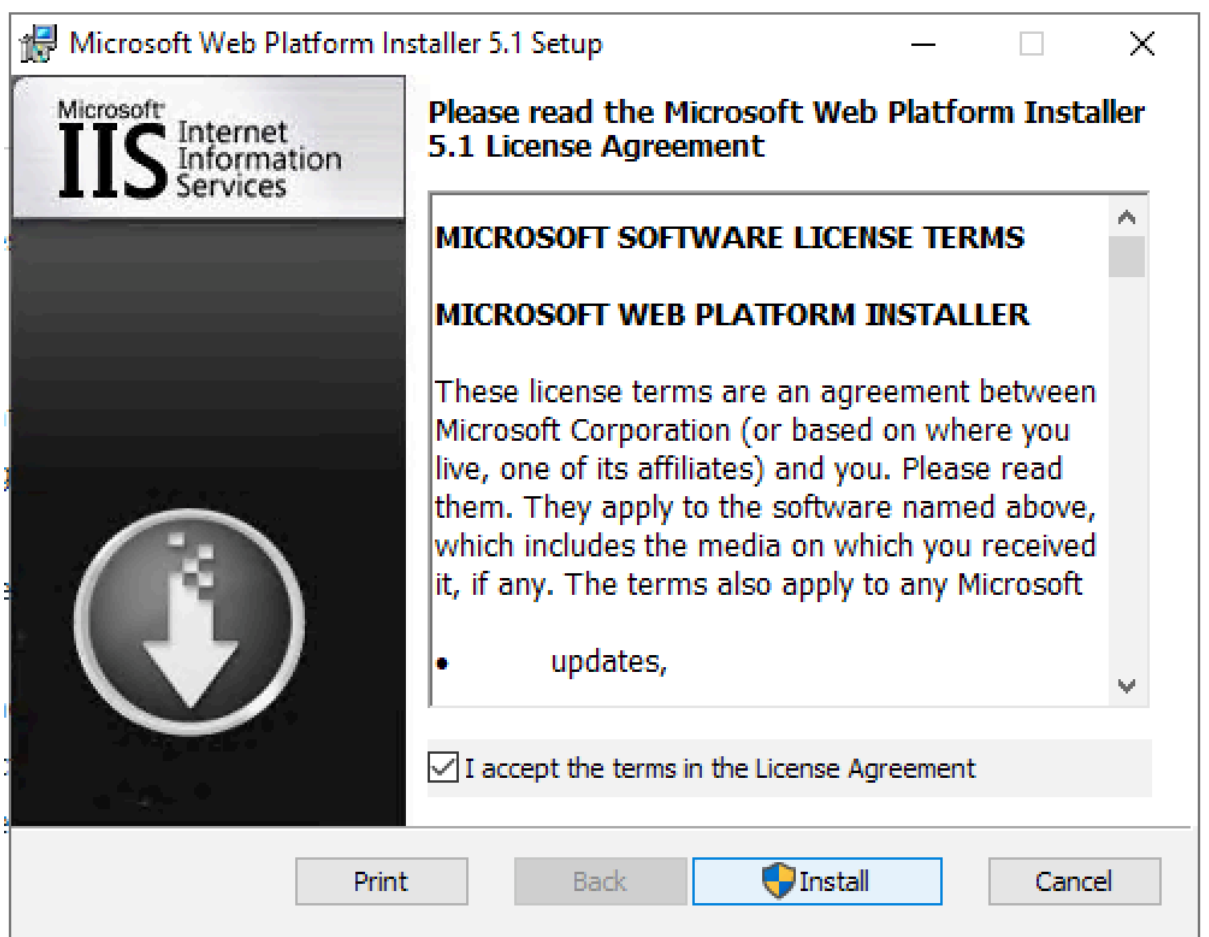 Microsoft Web Platform Installer 5.1 Setup
Microsoft
IIS Internet
Information
Services
Please read the Microsoft Web Platform Installer
5.1 License Agreement
MICROSOFT SOFTWARE LICENSE TERMS
MICROSOFT WEB PLATFORM INSTALLER
These license terms are an agreement between
Microsoft Corporation (or based on where you
live, one of its affiliates) and you. Please read
them. They apply to the software named above,
which includes the media on which you received
it, if any. The terms also apply to any Microsoft
• updates,
I accept the terms in the License Agreement
Print Back Install Cancel